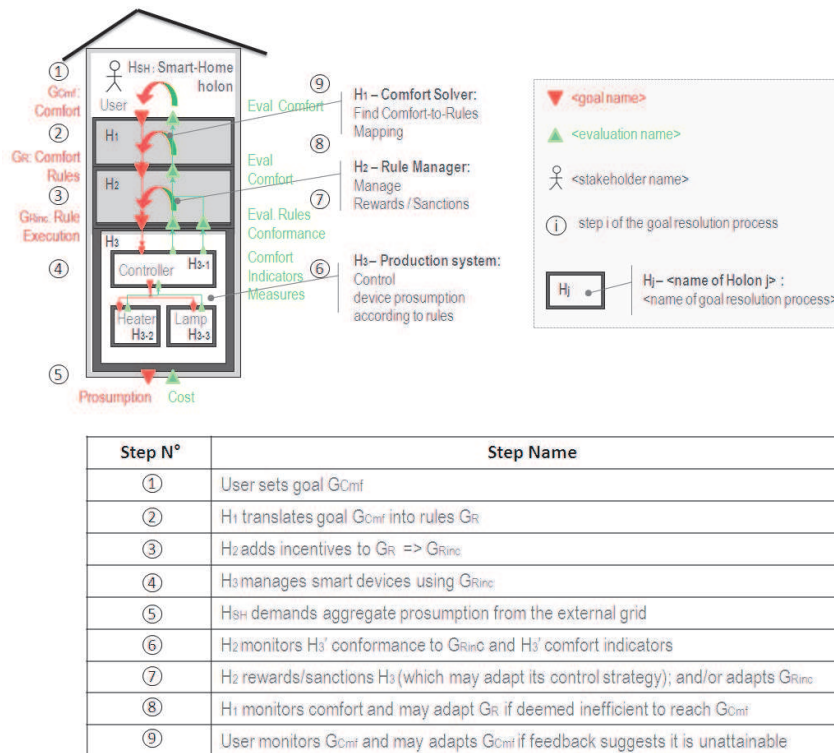 ① HSH : Smart-Home
holon
GCmf:
Comfort
User
Eval Comfort
② H1
GR: Comfort
Rules
Eval
Comfort
③ H2
GRinc: Rule
Execution
Eval. Rules
Conformance
④ H3
H3-1
Controller
Comfort
Indicators
Measures
Heater
H3-2
Lamp
H3-3
⑤
Prosumption
Cost
⑨ H1 – Comfort Solver:
Find Comfort-to-Rules
Mapping
⑧
H2 – Rule Manager:
⑦ Manage
Rewards / Sanctions
⑥ H3 – Production system:
Control
device prosumption
according to rules
<goal name>
<evaluation name>
<stakeholder name>
ⓘ step i of the goal resolution process
Hj
Hj – <name of Holon j> :
<name of goal resolution process>
Step N° Step Name
① User sets goal GCmf
② H1 translates goal GCmf into rules GR
③ H2 adds incentives to GR => GRinc
④ H3 manages smart devices using GRinc
⑤ HSH demands aggregate prosumption from the external grid
⑥ H2 monitors H3' conformance to GRinc and H3' comfort indicators
⑦ H2 rewards/sanctions H3 (which may adapt its control strategy); and/or adapts GRinc
⑧ H1 monitors comfort and may adapt GR if deemed inefficient to reach GCmf
⑨ User monitors GCmf and may adapts GCmf if feedback suggests it is unattainable